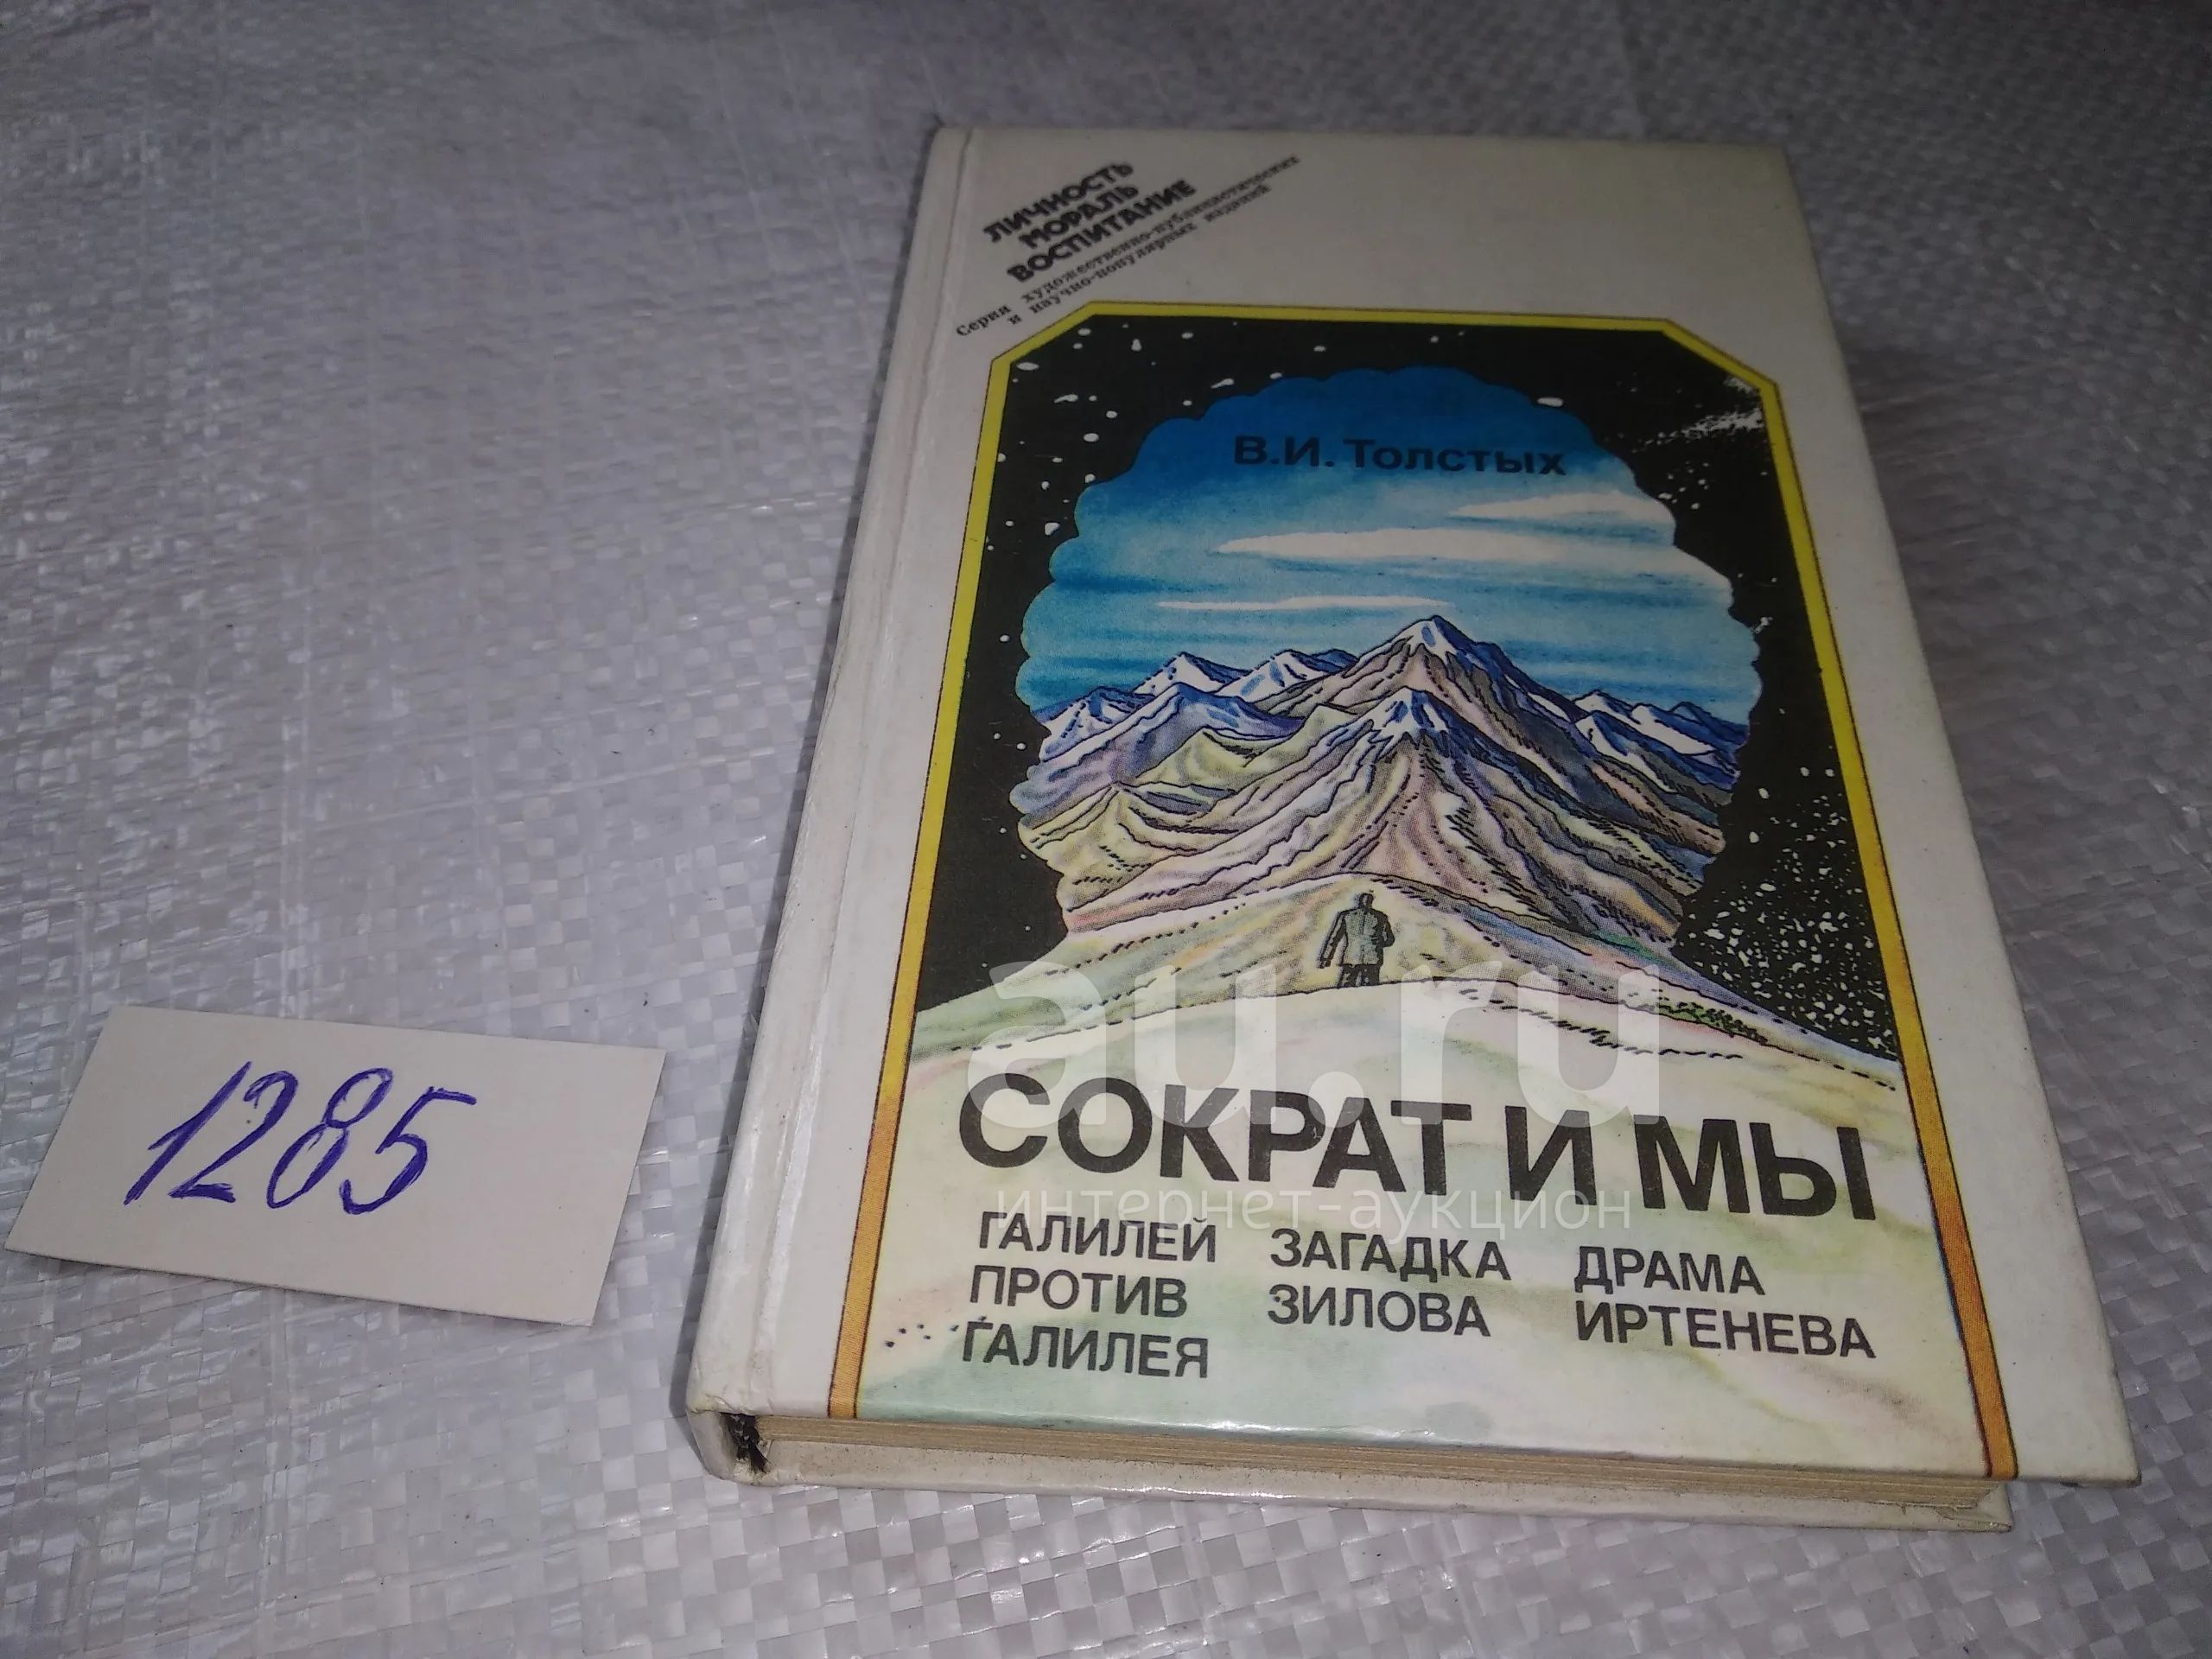 ЛИЧНОСТЬ
МОРАЛЬ
ВОСПИТАНИЕ
Серия художественно-публицистических
и научно-популярных изданий
В.И. Толстых
au.ru
СОКРАТ И МЫ
интернет-аукцион
ГАЛИЛЕЙ ЗАГАДКА ДРАМА
ПРОТИВ ЗИЛОВА ИРТЕНЕВА
ГАЛИЛЕЯ
1285